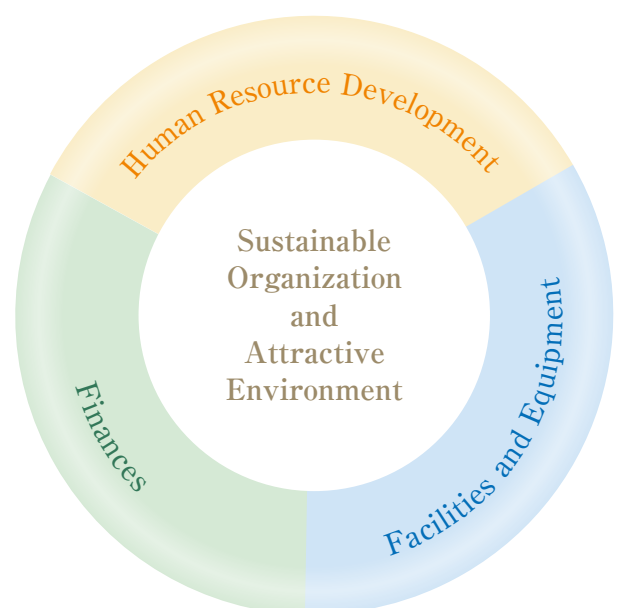 Human Resource Development
Sustainable
Organization
and
Attractive
Environment
Finances
Facilities and Equipment